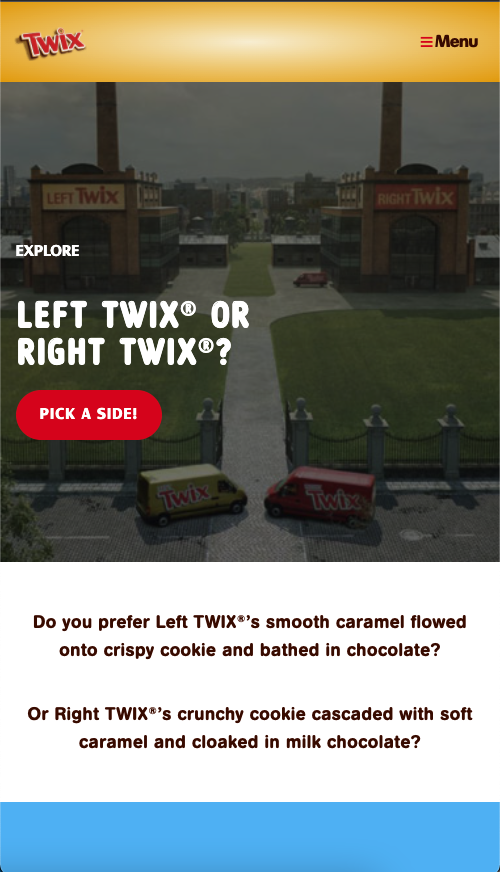 TWIX®
Menu
LEFT TWIX
RIGHT TWIX
EXPLORE
LEFT TWIX® OR
RIGHT TWIX®?
PICK A SIDE!
TWIX
TWIX
Do you prefer Left TWIX®’s smooth caramel flowed
onto crispy cookie and bathed in chocolate?
Or Right TWIX®’s crunchy cookie cascaded with soft
caramel and cloaked in milk chocolate?